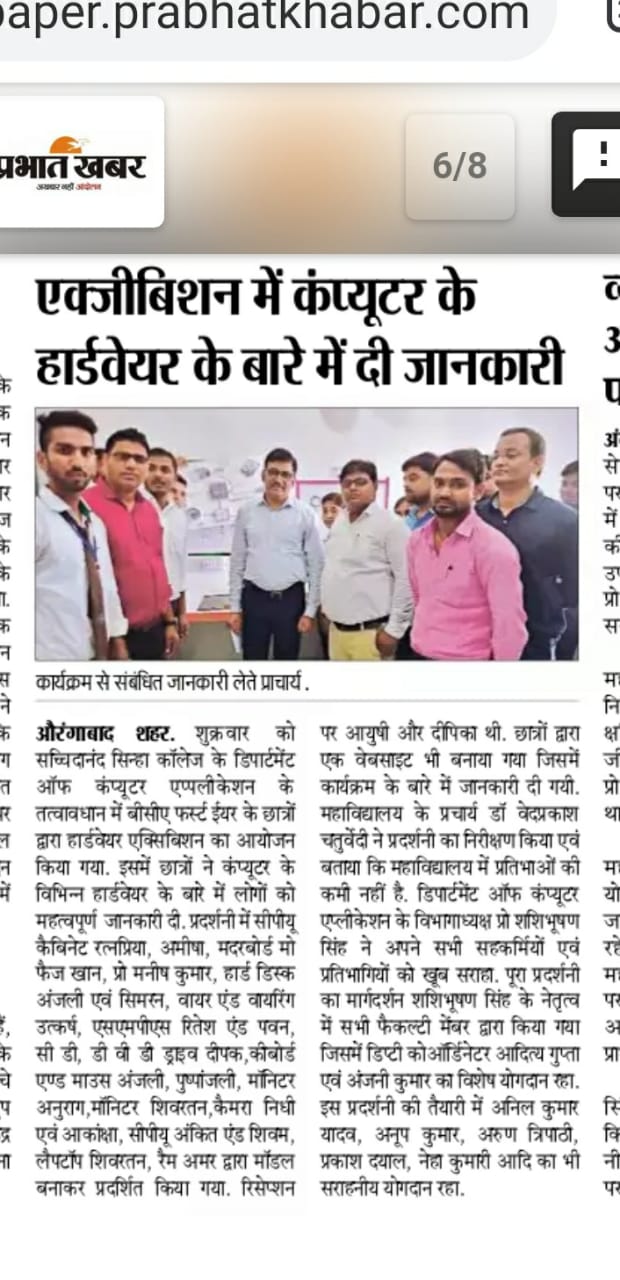 aper.prabhatkhabar.com
प्रभात खबर
अखबार नहीं आंदोलन
6/8
एक्जीबिशन में कंप्यूटर के
हार्डवेयर के बारे में दी जानकारी
कार्यक्रम से संबंधित जानकारी लेते प्राचार्य.
औरंगाबाद शहर. शुक्रवार को
सच्चिदानंद सिन्हा कॉलेज के डिपार्टमेंट
ऑफ कंप्यूटर एप्पलीकेशन के
तत्वावधान में बीसीए फर्स्ट ईयर के छात्रों
द्वारा हार्डवेयर एक्सिबिशन का आयोजन
किया गया. इसमें छात्रों ने कंप्यूटर के
विभिन्न हार्डवेयर के बारे में लोगों को
महत्वपूर्ण जानकारी दी. प्रदर्शनी में सीपीयू
कैबिनेट रत्नप्रिया, अमीषा, मदरबोर्ड मो
फैज खान, प्रो मनीष कुमार, हार्ड डिस्क
अंजली एवं सिमरन, वायर एंड वायरिंग
उत्कर्ष, एसएमपीएस रितेश एंड पवन,
सी डी, डी वी डी ड्राइव दीपक,कीबोर्ड
एण्ड माउस अंजली, पुष्पांजली, मॉनिटर
अनुराग,मॉनिटर शिवरतन,कैमरा निधी
एवं आकांक्षा, सीपीयू अंकित एंड शिवम,
लैपटॉप शिवरतन, रैम अमर द्वारा मॉडल
बनाकर प्रदर्शित किया गया. रिसेप्शन
पर आयुषी और दीपिका थी. छात्रों द्वारा
एक वेबसाइट भी बनाया गया जिसमें
कार्यक्रम के बारे में जानकारी दी गयी.
महाविद्यालय के प्रचार्य डॉ वेदप्रकाश
चतुर्वेदी ने प्रदर्शनी का निरीक्षण किया एवं
बताया कि महाविद्यालय में प्रतिभाओं की
कमी नहीं है. डिपार्टमेंट ऑफ कंप्यूटर
एप्लीकेशन के विभागाध्यक्ष प्रो शशिभूषण
सिंह ने अपने सभी सहकर्मियों एवं
प्रतिभागियों को खूब सराहा. पूरा प्रदर्शनी
का मार्गदर्शन शशिभूषण सिंह के नेतृत्व
में सभी फैकल्टी मेंबर द्वारा किया गया
जिसमें डिप्टी कोऑर्डिनेटर आदित्य गुप्ता
एवं अंजनी कुमार का विशेष योगदान रहा.
इस प्रदर्शनी की तैयारी में अनिल कुमार
यादव, अनूप कुमार, अरुण त्रिपाठी,
प्रकाश दयाल, नेहा कुमारी आदि का भी
सराहनीय योगदान रहा.